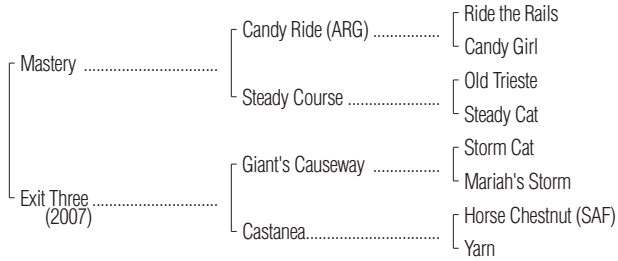 Ride the Rails
Candy Ride (ARG) ................
Candy Girl
Mastery ................................
Old Trieste
Steady Course ......................
Steady Cat
Storm Cat
Giant's Causeway ................
Mariah's Storm
Exit Three ..............................
(2007)
Horse Chestnut (SAF)
Castanea................................
Yarn